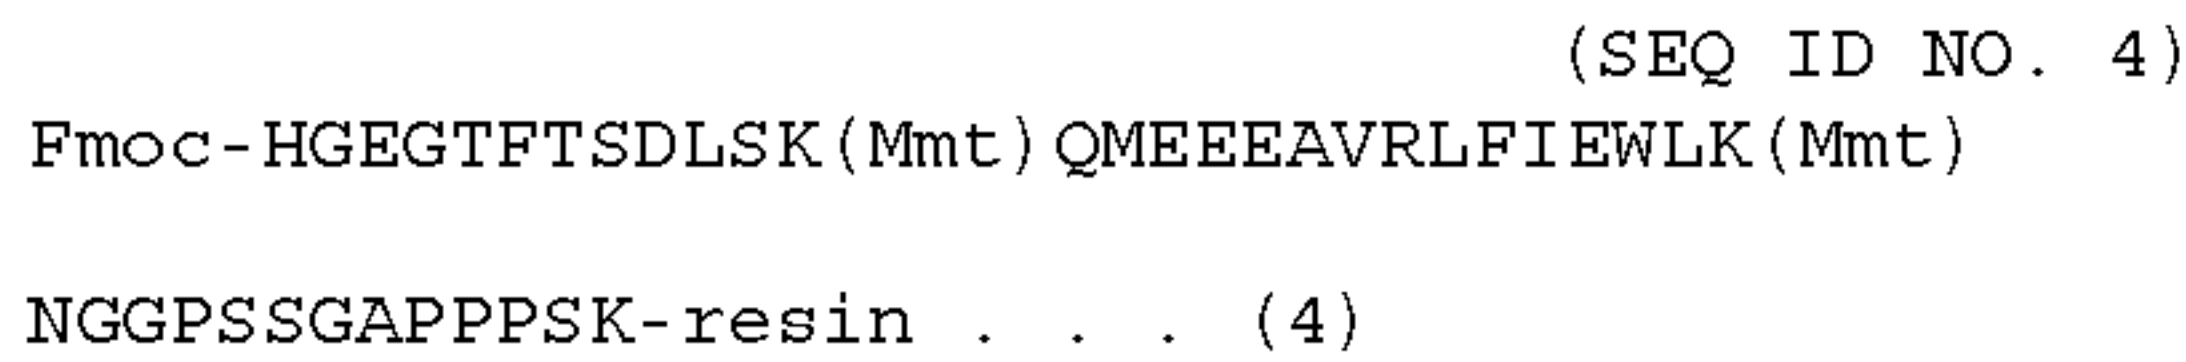 (SEQ ID NO. 4)
Fmoc-HGEGTFTSDLSK(Mmt)QMEEEAVRLFIEWLK(Mmt)
NGGPSSGAPPPSK-resin . . . (4)